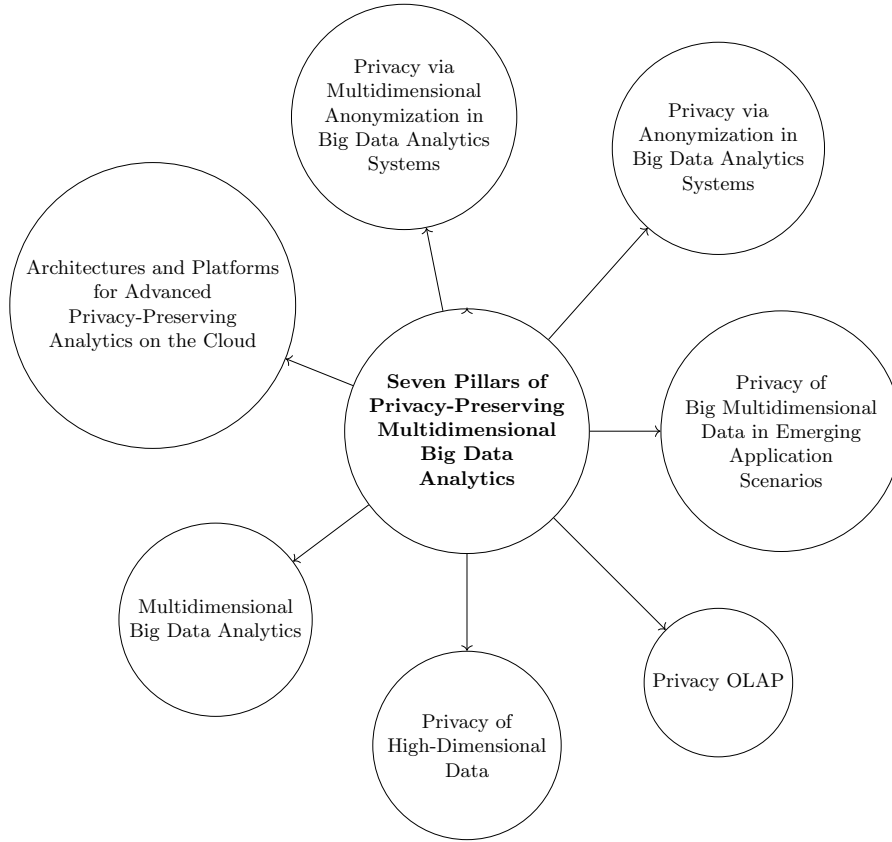 Privacy via
Multidimensional
Anonymization in
Big Data Analytics
Systems
Privacy via
Anonymization in
Big Data Analytics
Systems
Architectures and Platforms
for Advanced
Privacy-Preserving
Analytics on the Cloud
Seven Pillars of
Privacy-Preserving
Multidimensional
Big Data
Analytics
Privacy of
Big Multidimensional
Data in Emerging
Application
Scenarios
Multidimensional
Big Data Analytics
Privacy of
High-Dimensional
Data
Privacy OLAP